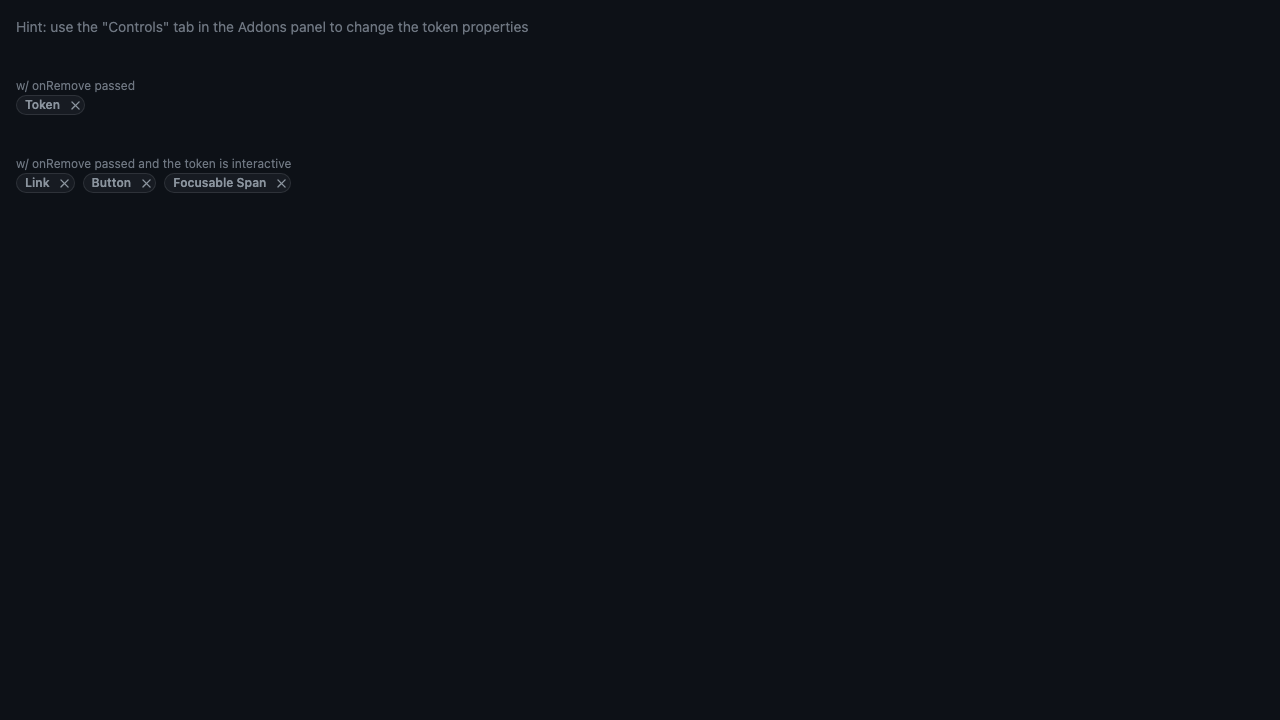 Hint: use the "Controls" tab in the Addons panel to change the token properties
w/ onRemove passed
Token
w/ onRemove passed and the token is interactive
Link Button Focusable Span